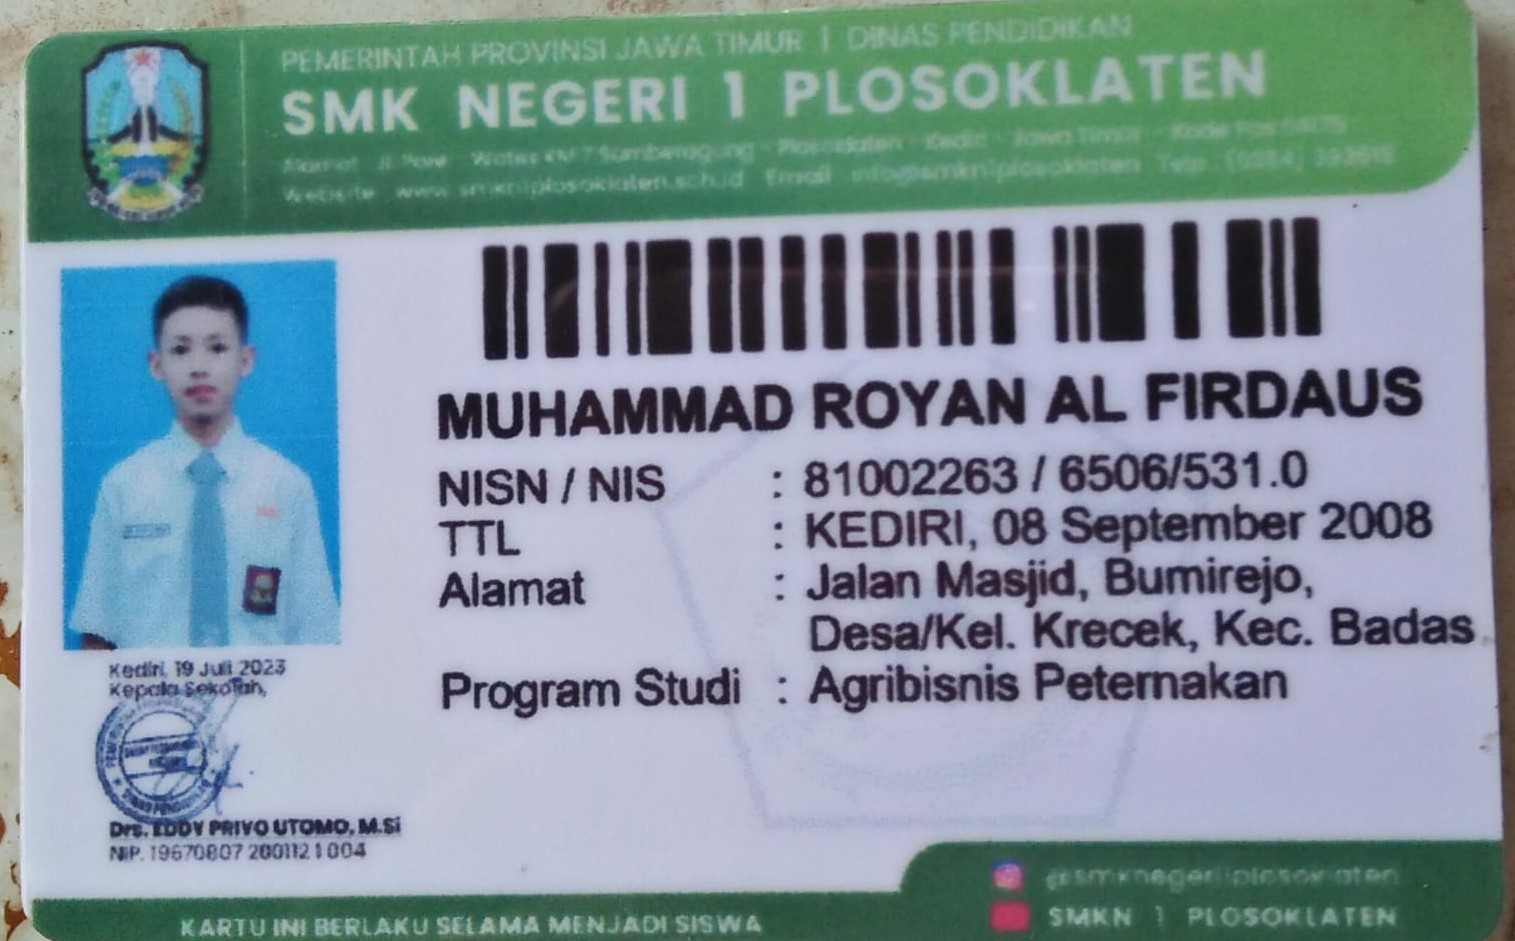 PEMERINTAH PROVINSI JAWA TIMUR | DINAS PENDIDIKAN
SMK NEGERI 1 PLOSOKLATEN
Alamat Jl Pare Wates KM 7 Sumberagung - Plosoklaten - Kediri - Jawa Timur - Kode Pos
Website www smkn1plosoklaten.sch.id Email info@smkn1plosoklaten Telp
MUHAMMAD ROYAN AL FIRDAUS
NISN / NIS : 81002263 / 6506/531.0
TTL : KEDIRI, 08 September 2008
Alamat : Jalan Masjid, Bumirejo,
Desa/Kel. Krecek, Kec. Badas
Program Studi : Agribisnis Peternakan
Kediri, 19 Juli 2023
Kepala Sekolah,
Drs. EDDY PRIYO UTOMO, M.Si
NIP. 19670807 200112 1 004
@smknegeri1plosoklaten
SMKN 1 PLOSOKLATEN
KARTU INI BERLAKU SELAMA MENJADI SISWA